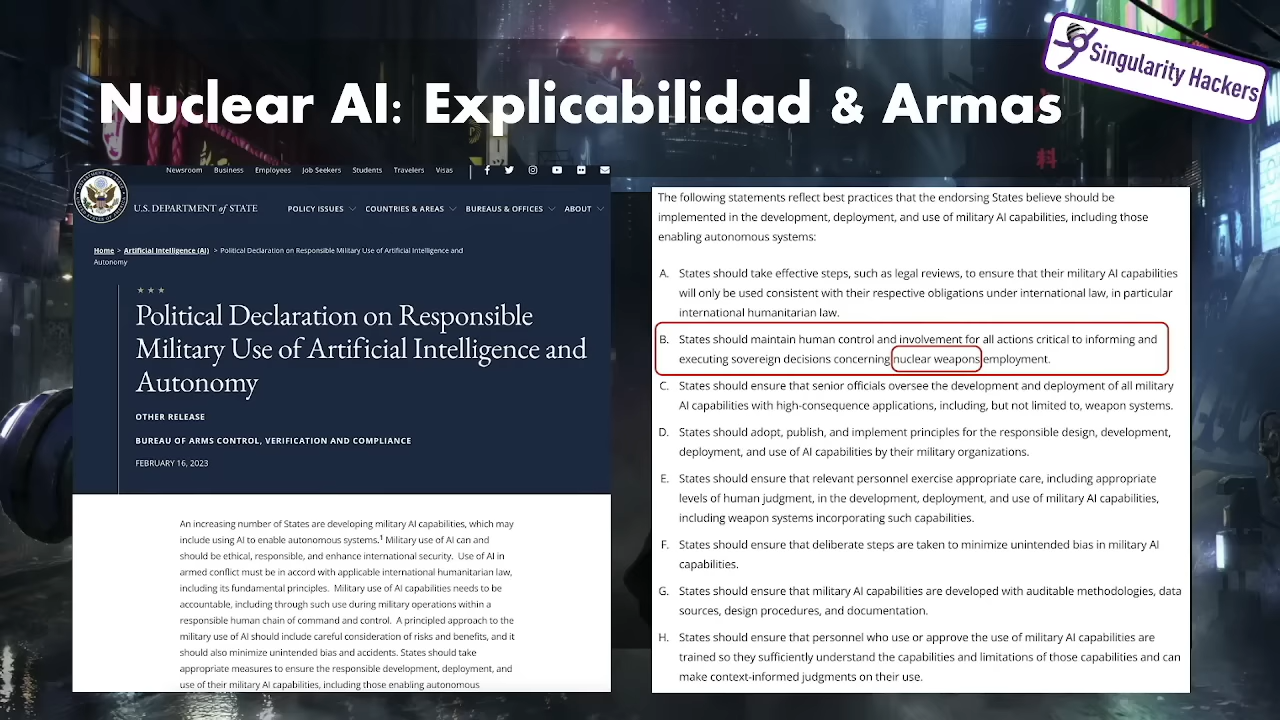 Nuclear AI: Explicabilidad & Armas
Singularity Hackers
Newsroom Business Employees Job Seekers Students Travelers Visas
U.S. DEPARTMENT of STATE POLICY ISSUES COUNTRIES & AREAS BUREAUS & OFFICES ABOUT
Home > Artificial Intelligence (AI) > Political Declaration on Responsible Military Use of Artificial Intelligence and
Autonomy
Political Declaration on Responsible
Military Use of Artificial Intelligence and
Autonomy
OTHER RELEASE
BUREAU OF ARMS CONTROL, VERIFICATION AND COMPLIANCE
FEBRUARY 16, 2023
An increasing number of States are developing military AI capabilities, which may
include using AI to enable autonomous systems.1 Military use of AI can and
should be ethical, responsible, and enhance international security. Use of AI in
armed conflict must be in accord with applicable international humanitarian law,
including its fundamental principles. Military use of AI capabilities needs to be
accountable, including through such use during military operations within a
responsible human chain of command and control. A principled approach to the
military use of AI should include careful consideration of risks and benefits, and it
should also minimize unintended bias and accidents. States should take
appropriate measures to ensure the responsible development, deployment, and
use of their military AI capabilities, including those enabling autonomous
The following statements reflect best practices that the endorsing States believe should be
implemented in the development, deployment, and use of military AI capabilities, including those
enabling autonomous systems:
A. States should take effective steps, such as legal reviews, to ensure that their military AI capabilities
will only be used consistent with their respective obligations under international law, in particular
international humanitarian law.
B. States should maintain human control and involvement for all actions critical to informing and
executing sovereign decisions concerning nuclear weapons employment.
C. States should ensure that senior officials oversee the development and deployment of all military
AI capabilities with high-consequence applications, including, but not limited to, weapon systems.
D. States should adopt, publish, and implement principles for the responsible design, development,
deployment, and use of AI capabilities by their military organizations.
E. States should ensure that relevant personnel exercise appropriate care, including appropriate
levels of human judgment, in the development, deployment, and use of military AI capabilities,
including weapon systems incorporating such capabilities.
F. States should ensure that deliberate steps are taken to minimize unintended bias in military AI
capabilities.
G. States should ensure that military AI capabilities are developed with auditable methodologies, data
sources, design procedures, and documentation.
H. States should ensure that personnel who use or approve the use of military AI capabilities are
trained so they sufficiently understand the capabilities and limitations of those capabilities and can
make context-informed judgments on their use.
料